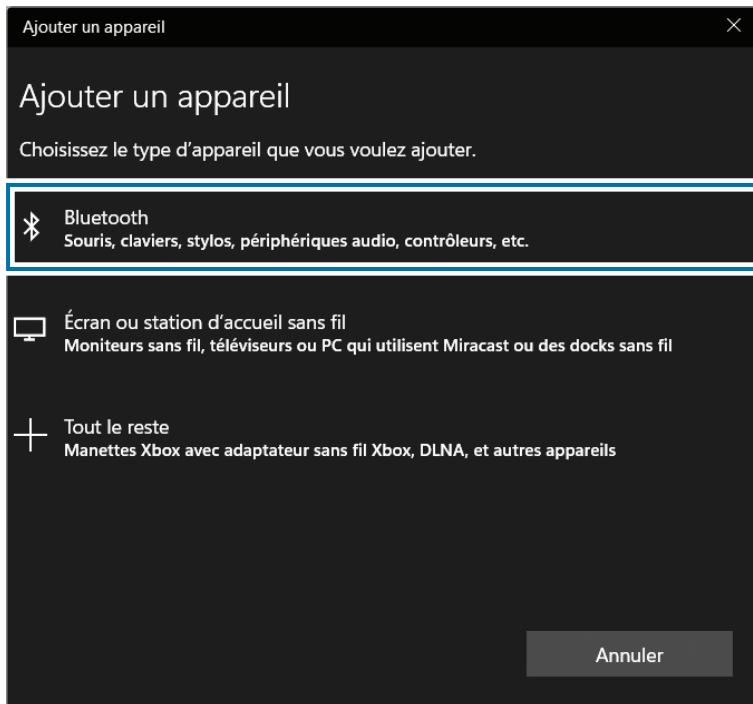 Ajouter un appareil
Ajouter un appareil
Choisissez le type d’appareil que vous voulez ajouter.
Bluetooth
Souris, claviers, stylos, périphériques audio, contrôleurs, etc.
Écran ou station d’accueil sans fil
Moniteurs sans fil, téléviseurs ou PC qui utilisent Miracast ou des docks sans fil
Tout le reste
Manettes Xbox avec adaptateur sans fil Xbox, DLNA, et autres appareils
Annuler